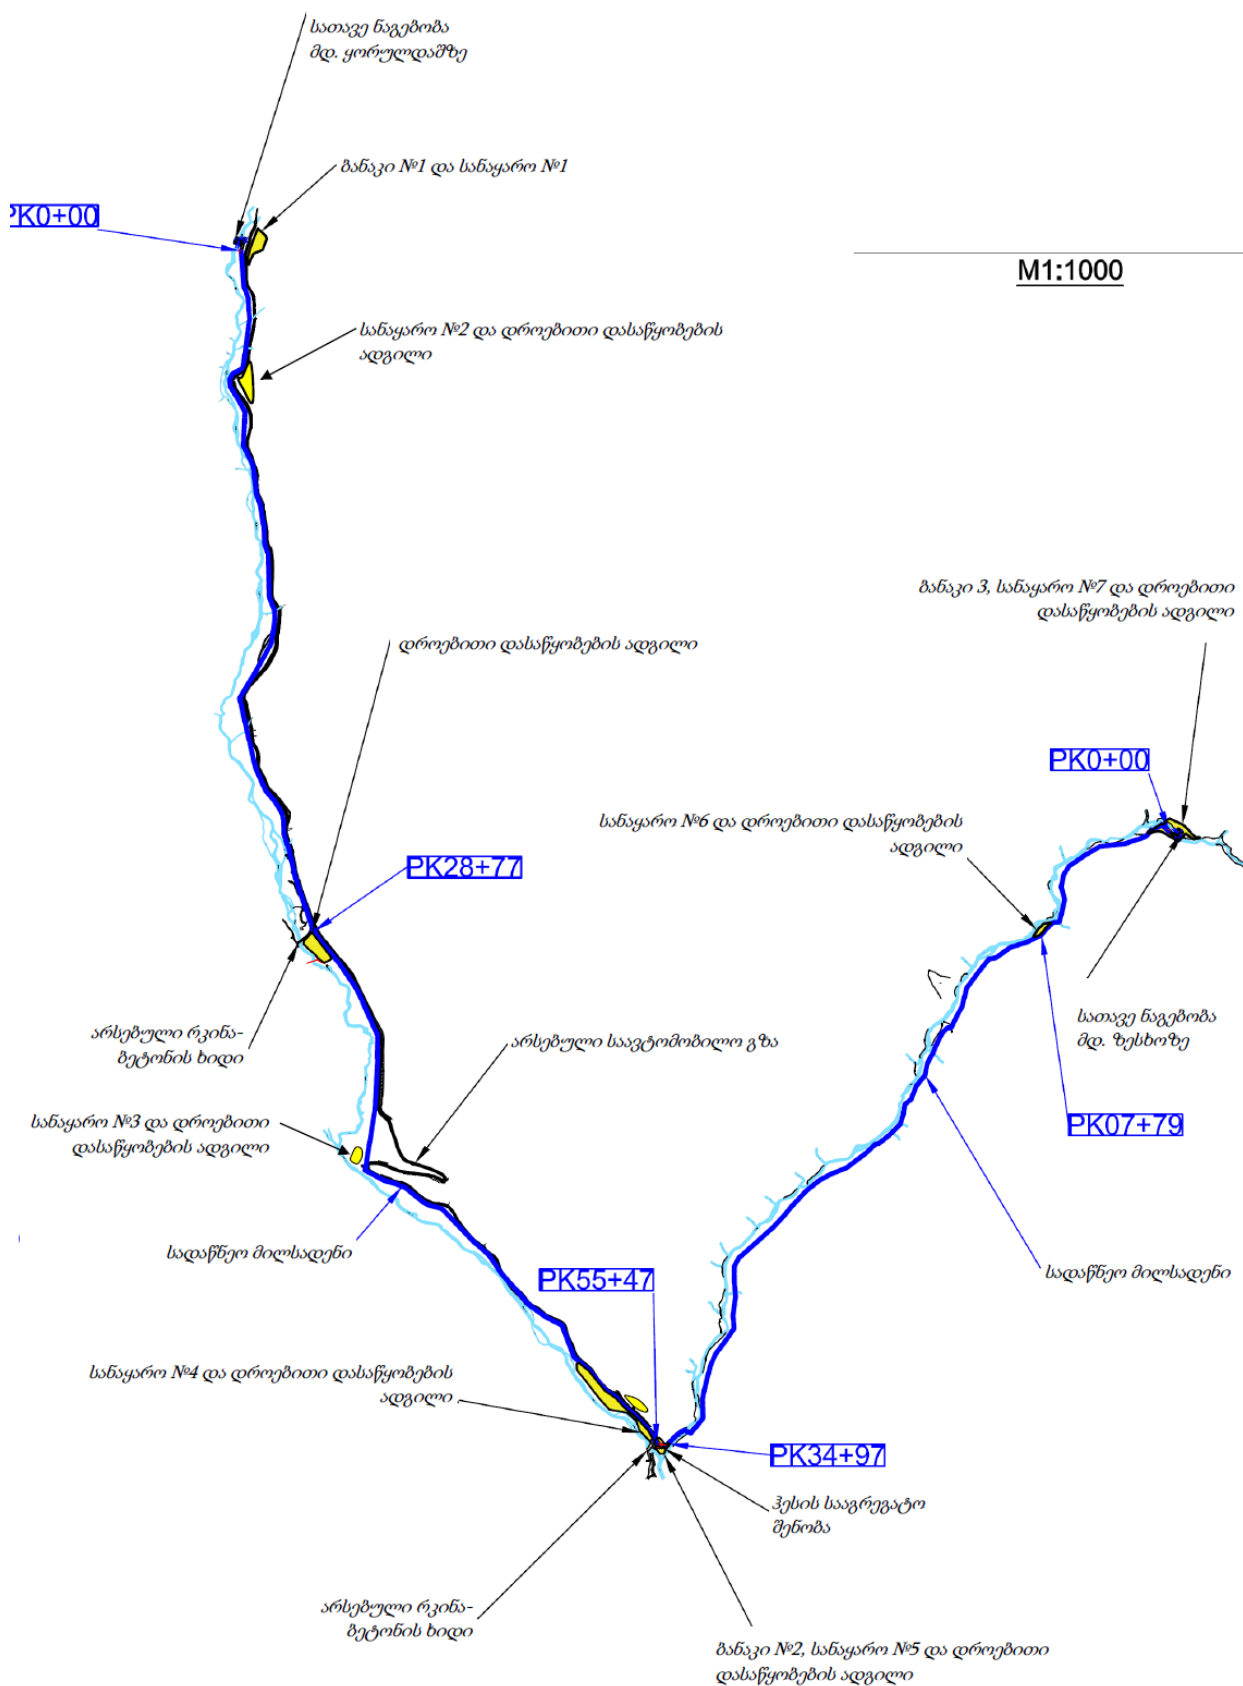 სათავე ნაგებობა
მდ. ყორულდაშზე
ბანაკი №1 და სანაყარო №1
PK0+00
M1:1000
სანაყარო №2 და დროებითი დასაწყობების
ადგილი
ბანაკი 3, სანაყარო №7 და დროებითი
დასაწყობების ადგილი
დროებითი დასაწყობების ადგილი
PK0+00
სანაყარო №6 და დროებითი დასაწყობების
ადგილი
PK28+77
სათავე ნაგებობა
მდ. ზესხოზე
არსებული რკინა-
ბეტონის ხიდი
არსებული საავტომობილო გზა
სანაყარო №3 და დროებითი
დასაწყობების ადგილი
PK07+79
სადაწნეო მილსადენი
სადაწნეო მილსადენი
PK55+47
სანაყარო №4 და დროებითი დასაწყობების
ადგილი
PK34+97
ჰესის სააგრეგატო
შენობა
არსებული რკინა-
ბეტონის ხიდი
ბანაკი №2, სანაყარო №5 და დროებითი
დასაწყობების ადგილი